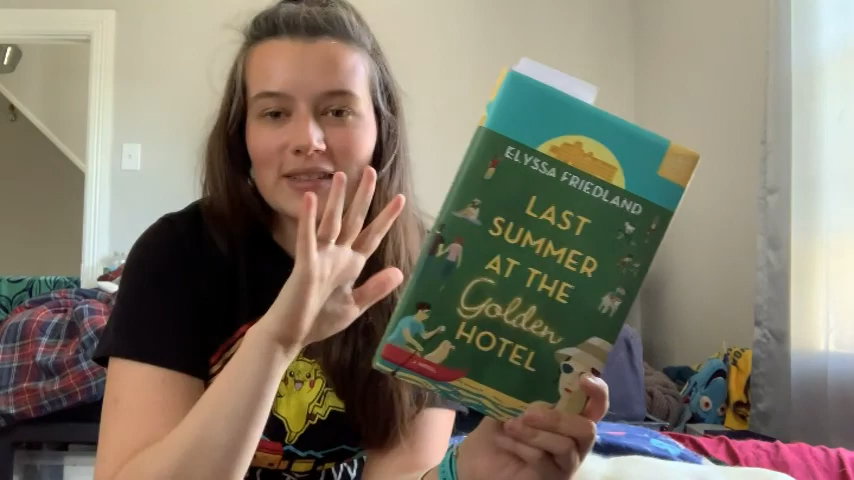 ELYSSA FRIEDLAND
LAST
SUMMER
AT THE
Golden
HOTEL